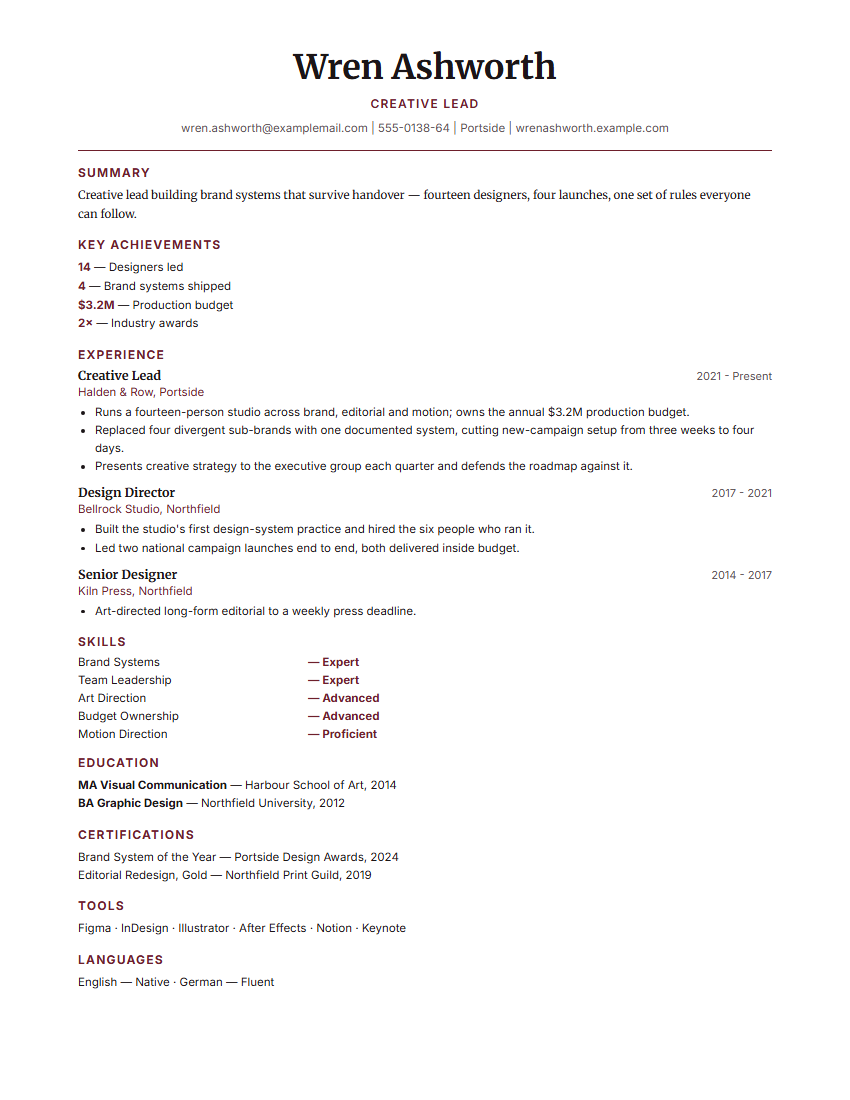 Wren Ashworth
CREATIVE LEAD
wren.ashworth@examplemail.com | 555-0138-64 | Portside | wrenashworth.example.com
SUMMARY
Creative lead building brand systems that survive handover — fourteen designers, four launches, one set of rules everyone
can follow.
KEY ACHIEVEMENTS
14 — Designers led
4 — Brand systems shipped
$3.2M — Production budget
2× — Industry awards
EXPERIENCE
Creative Lead 2021 - Present
Halden & Row, Portside
• Runs a fourteen-person studio across brand, editorial and motion; owns the annual $3.2M production budget.
• Replaced four divergent sub-brands with one documented system, cutting new-campaign setup from three weeks to four
days.
• Presents creative strategy to the executive group each quarter and defends the roadmap against it.
Design Director 2017 - 2021
Bellrock Studio, Northfield
• Built the studio's first design-system practice and hired the six people who ran it.
• Led two national campaign launches end to end, both delivered inside budget.
Senior Designer 2014 - 2017
Kiln Press, Northfield
• Art-directed long-form editorial to a weekly press deadline.
SKILLS
Brand Systems — Expert
Team Leadership — Expert
Art Direction — Advanced
Budget Ownership — Advanced
Motion Direction — Proficient
EDUCATION
MA Visual Communication — Harbour School of Art, 2014
BA Graphic Design — Northfield University, 2012
CERTIFICATIONS
Brand System of the Year — Portside Design Awards, 2024
Editorial Redesign, Gold — Northfield Print Guild, 2019
TOOLS
Figma · InDesign · Illustrator · After Effects · Notion · Keynote
LANGUAGES
English — Native · German — Fluent